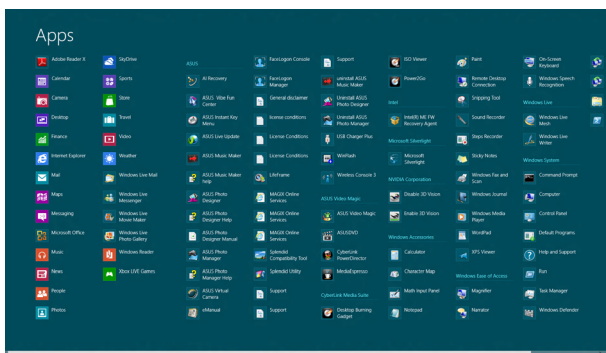 Apps
Adobe Reader X
Calendar
Camera
Desktop
Finance
Internet Explorer
Mail
Maps
Messaging
Microsoft Office
Music
News
People
Photos
SkyDrive
Sports
Store
Travel
Video
Weather
Windows Live Mail
Windows Live
Messenger
Windows Live
Movie Maker
Windows Live
Photo Gallery
Windows Reader
Xbox LIVE Games
ASUS
AI Recovery
ASUS Vibe Fun
Center
ASUS Instant Key
Menu
ASUS Live Update
ASUS Music Maker
ASUS Music Maker
help
ASUS Photo
Designer
ASUS Photo
Designer Help
ASUS Photo
Designer Manual
ASUS Photo
Manager
ASUS Photo
Manager Help
ASUS Virtual
Camera
eManual
FaceLogon Console
FaceLogon
Manager
General disclaimer
license conditions
License Conditions
License Conditions
LifeFrame
MAGIX Online
Services
MAGIX Online
Services
MAGIX Online
Services
Splendid
Compatibility Tool
Splendid Utility
Support
Support
Support
uninstall ASUS
Music Maker
Uninstall ASUS
Photo Designer
Uninstall ASUS
Photo Manager
USB Charger Plus
WinFlash
Wireless Console 3
ASUS Video Magic
ASUS Video Magic
ASUSDVD
CyberLink
PowerDirector
MediaEspresso
CyberLink Media Suite
Desktop Burning
Gadget
ISO Viewer
Power2Go
Intel
Intel(R) ME FW
Recovery Agent
Microsoft Silverlight
Microsoft
Silverlight
NVIDIA Corporation
Disable 3D Vision
Enable 3D Vision
Windows Accessories
Calculator
Character Map
Math Input Panel
Notepad
Paint
Remote Desktop
Connection
Snipping Tool
Sound Recorder
Steps Recorder
Sticky Notes
Windows Fax and
Scan
Windows Journal
Windows Media
Player
WordPad
XPS Viewer
Windows Ease of Access
Magnifier
Narrator
On-Screen
Keyboard
Windows Speech
Recognition
Windows Live
Windows Live
Mesh
Windows Live
Writer
Windows System
Command Prompt
Computer
Control Panel
Default Programs
Help and Support
Run
Task Manager
Windows Defender